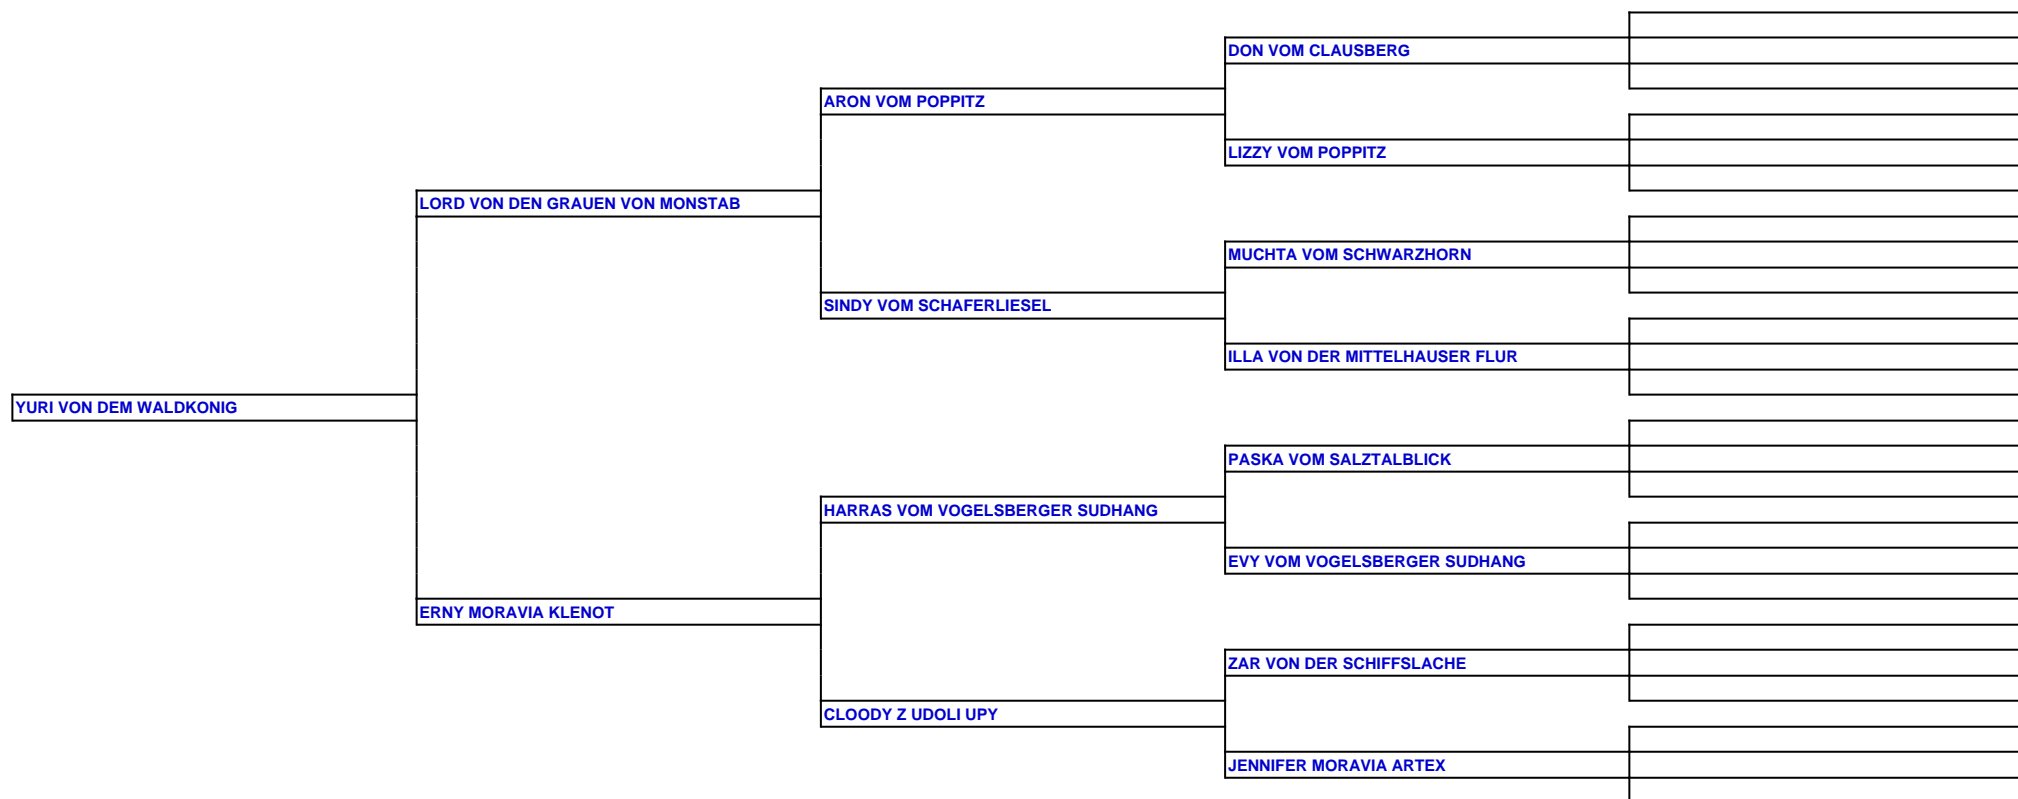 DON VOM CLAUSBERG
ARON VOM POPPITZ
LIZZY VOM POPPITZ
LORD VON DEN GRAUEN VON MONSTAB
MUCHTA VOM SCHWARZHORN
SINDY VOM SCHAFERLIESEL
ILLA VON DER MITTELHAUSER FLUR
YURI VON DEM WALDKONIG
PASKA VOM SALZTALBLICK
HARRAS VOM VOGELSBERGER SUDHANG
EVY VOM VOGELSBERGER SUDHANG
ERNY MORAVIA KLENOT
ZAR VON DER SCHIFFSLACHE
CLOODY Z UDOLI UPY
JENNIFER MORAVIA ARTEX